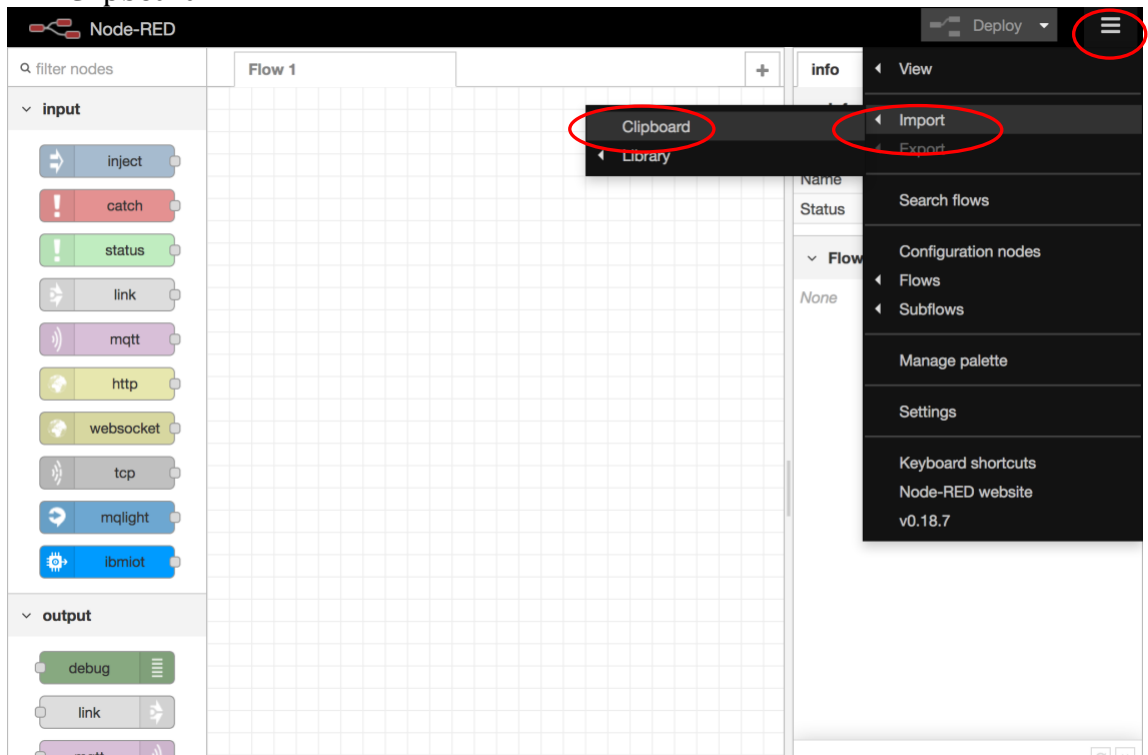 Clipboard
Node-RED
Deploy
filter nodes
Flow 1
+
info
View
input
Import
Clipboard
Export
Library
inject
Name
catch
Status
Search flows
status
Flow
Configuration nodes
link
None
Flows
Subflows
mqtt
Manage palette
http
Settings
websocket
Keyboard shortcuts
tcp
Node-RED website
mqlight
v0.18.7
ibmiot
output
debug
link
mqtt